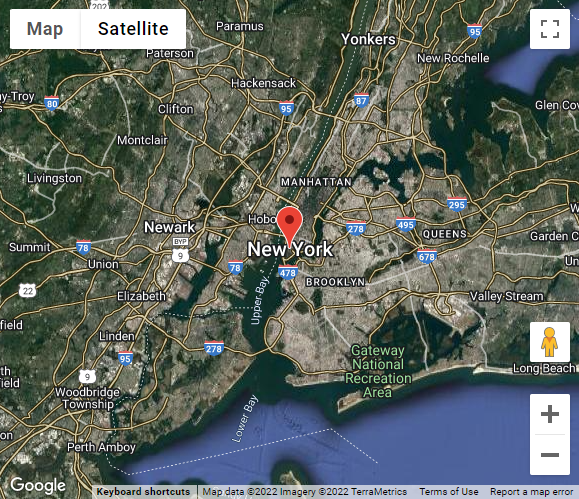 202
Map
Satellite
Paramus
Yonkers
95
Paterson
New Rochelle
Hackensack
y-Troy
80
95
87
Clifton
Glen Cov
Montclair
Livingston
MANHATTAN
295
Hobo
Newark
278
495
QUEENS
Garden C
Summit
78
BYP
9
New York
678
Union
78
478
BROOKLYN
22
Elizabeth
Upper Bay
Valley Stream
Linden
278
95
Gateway
National
Recreation
Area
Long Beach
9
Woodbridge
Township
Lower Bay
Perth Amboy
Google
Keyboard shortcuts
Map data ©2022 Imagery ©2022 TerraMetrics
Terms of Use
Report a map error